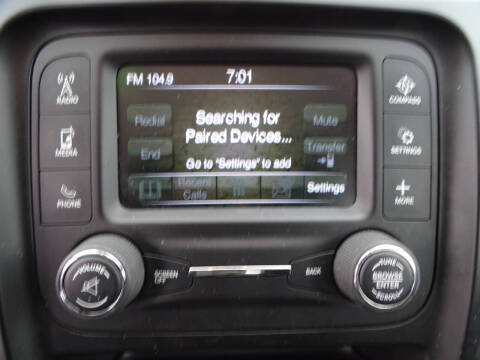 FM 104.9 7:01
RADIO
COMPASS
Searching for
Redial
Mute
Paired Devices...
MEDIA
SETTINGS
End
Transfer
Go to "Settings" to add
Recent
Calls
Settings
PHONE
MORE
VOLUME
SCREEN
OFF
BACK
TUNE
BROWSE
ENTER
SCROLL